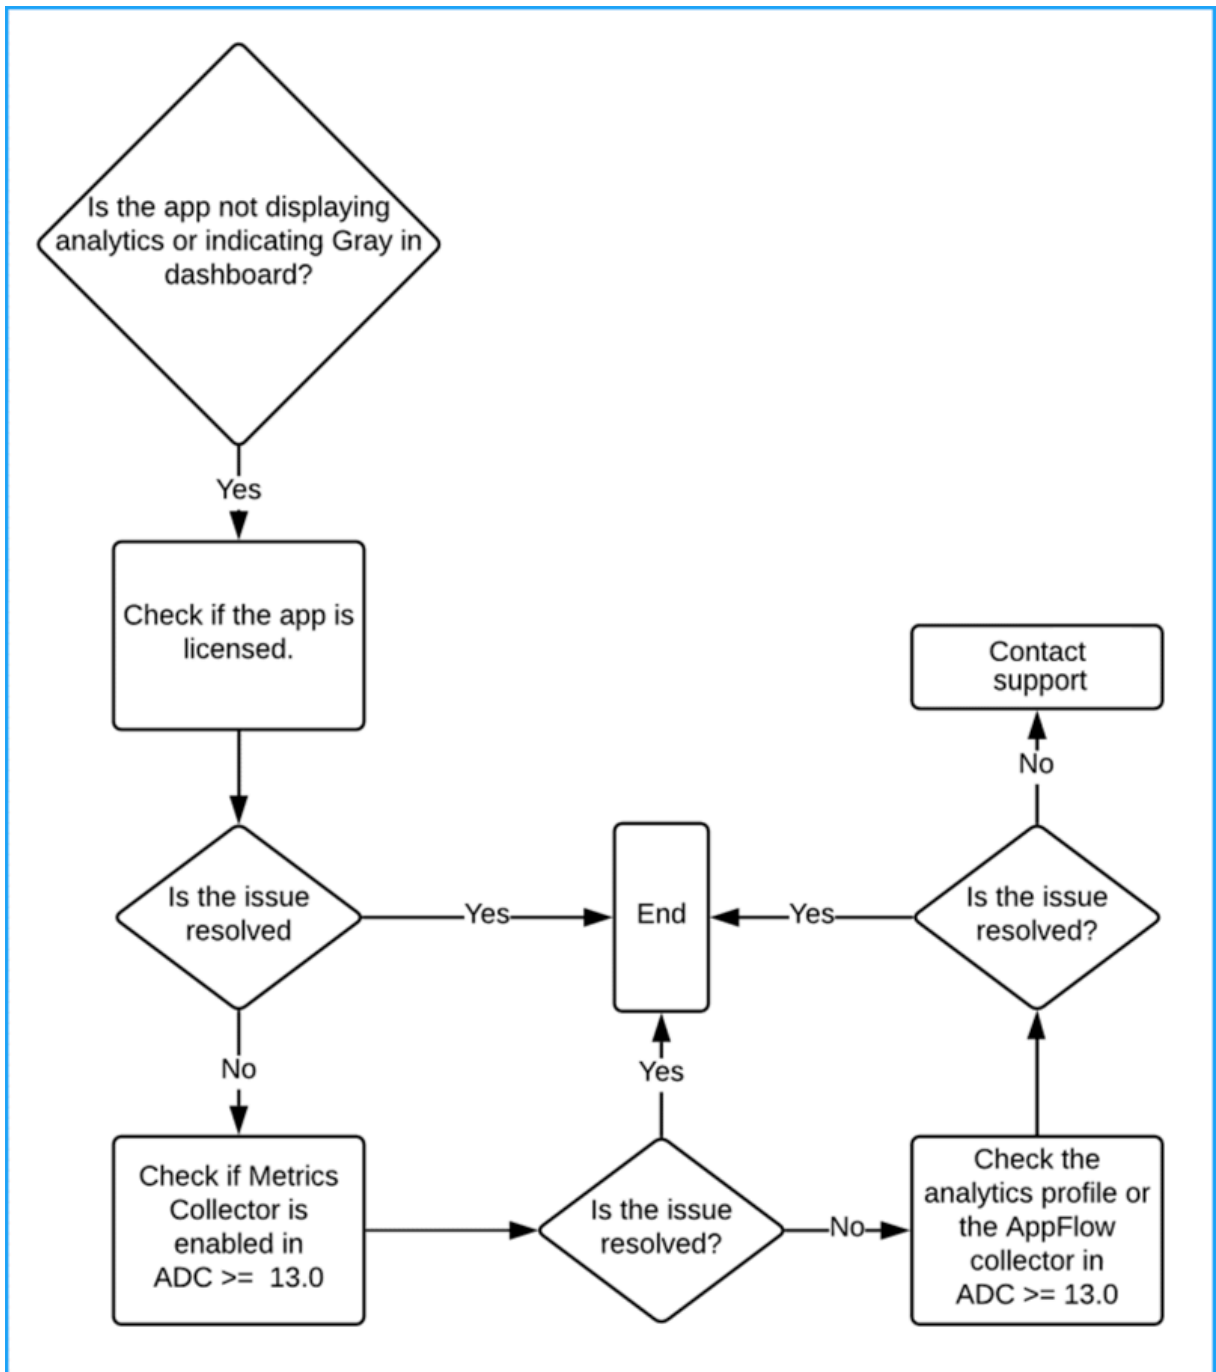 Is the app not displaying
analytics or indicating Gray in
dashboard?
Yes
Check if the app is
licensed.
Is the issue
resolved
Yes
End
No
Check if Metrics
Collector is
enabled in
ADC >= 13.0
Is the issue
resolved?
Yes
No
Check the
analytics profile or
the AppFlow
collector in
ADC >= 13.0
Is the issue
resolved?
Yes
No
Contact
support